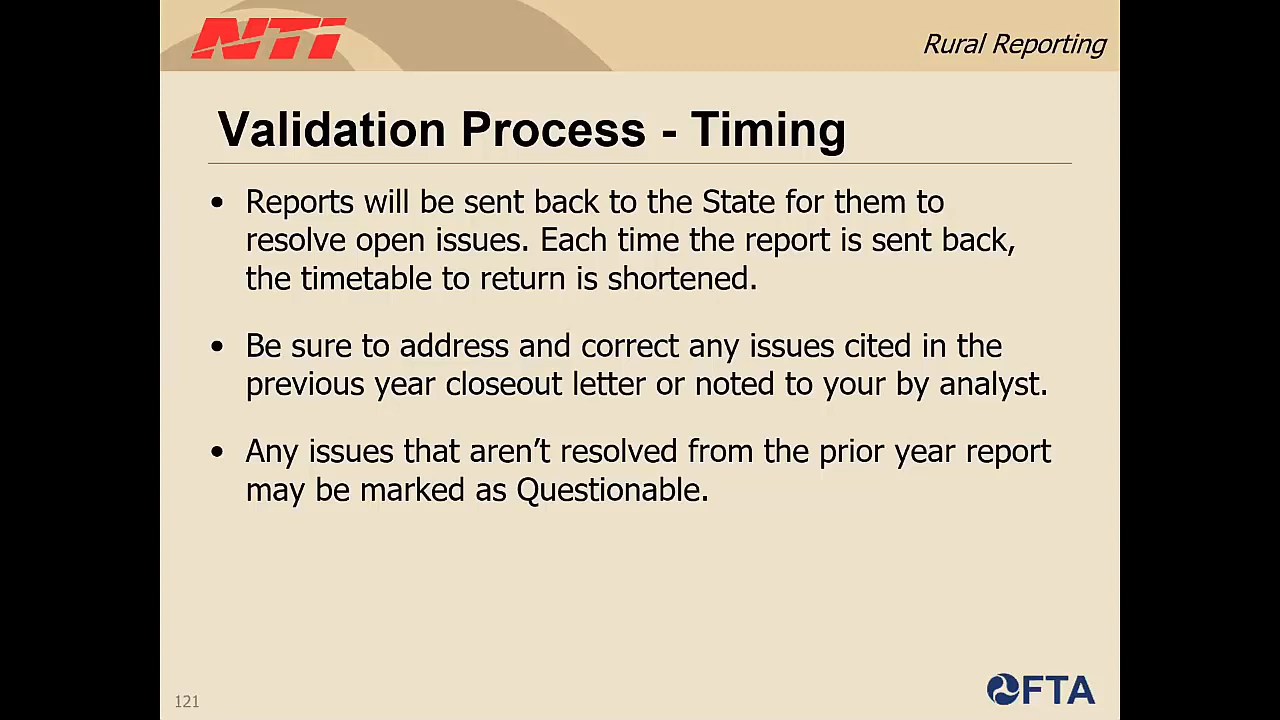 NTI
Rural Reporting
Validation Process - Timing
• Reports will be sent back to the State for them to
resolve open issues. Each time the report is sent back,
the timetable to return is shortened.
• Be sure to address and correct any issues cited in the
previous year closeout letter or noted to your by analyst.
• Any issues that aren’t resolved from the prior year report
may be marked as Questionable.
121
FTA